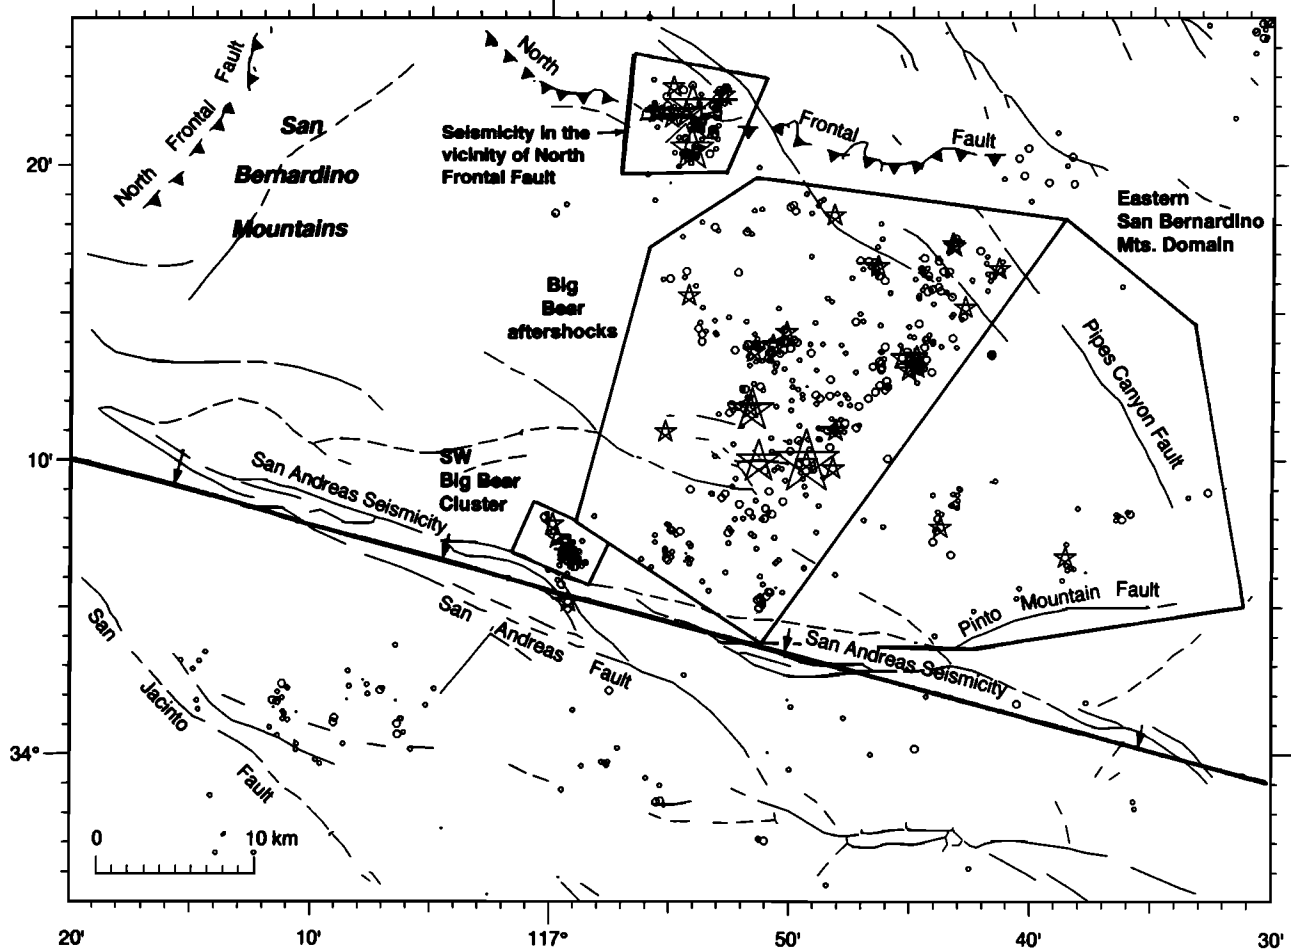 North Frontal Fault
San
Bernardino
Mountains
North
Frontal
Fault
Seismicity in the
vicinity of North
Frontal Fault
20'
Eastern
San Bernardino
Mts. Domain
Big
Bear
aftershocks
Pipes Canyon Fault
10'
San Andreas Seismicity
SW
Big Bear
Cluster
San Andreas Fault
Pinto Mountain Fault
San Andreas Seismicity
San Jacinto Fault
34°
0 10 km
20' 10' 117° 50' 40' 30'